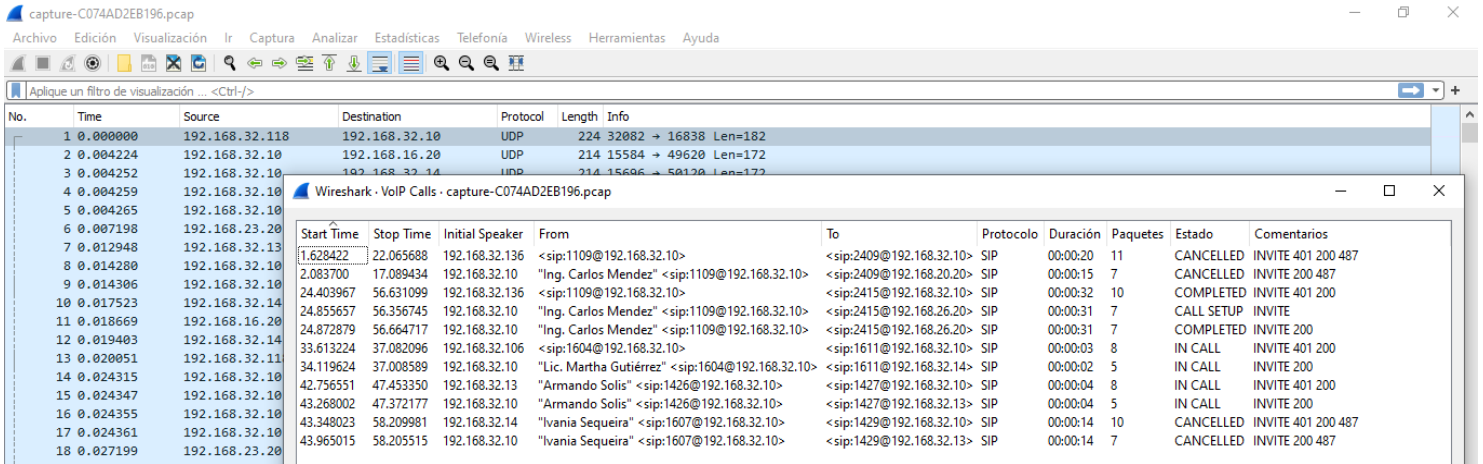 capture-C074AD2EB196.pcap
Archivo Edición Visualización Ir Captura Analizar Estadísticas Telefonía Wireless Herramientas Ayuda
Aplique un filtro de visualización ... <Ctrl-/>
No. Time Source Destination Protocol Length Info
1 0.000000 192.168.32.118 192.168.32.10 UDP 224 32082 → 16838 Len=182
2 0.004224 192.168.32.10 192.168.16.20 UDP 214 15584 → 49620 Len=172
3 0.004252 192.168.32.10 192.168.32.14 UDP 214 15696 → 50120 Len=172
4 0.004259 192.168.32.10
5 0.004265 192.168.32.10
6 0.007198 192.168.23.20
7 0.012948 192.168.32.13
8 0.014280 192.168.32.10
9 0.014306 192.168.32.10
10 0.017523 192.168.32.14
11 0.018669 192.168.16.20
12 0.019403 192.168.32.14
13 0.020051 192.168.32.11
14 0.024315 192.168.32.10
15 0.024347 192.168.32.10
16 0.024355 192.168.32.10
17 0.024361 192.168.32.10
18 0.027199 192.168.23.20
Wireshark · VoIP Calls · capture-C074AD2EB196.pcap
Start Time Stop Time Initial Speaker From To Protocolo Duración Paquetes Estado Comentarios
1.628422 22.065688 192.168.32.136 <sip:1109@192.168.32.10> <sip:2409@192.168.32.10> SIP 00:00:20 11 CANCELLED INVITE 401 200 487
2.083700 17.089434 192.168.32.10 "Ing. Carlos Mendez" <sip:1109@192.168.32.10> <sip:2409@192.168.20.20> SIP 00:00:15 7 CANCELLED INVITE 200 487
24.403967 56.631099 192.168.32.136 <sip:1109@192.168.32.10> <sip:2415@192.168.32.10> SIP 00:00:32 10 COMPLETED INVITE 401 200
24.855657 56.356745 192.168.32.10 "Ing. Carlos Mendez" <sip:1109@192.168.32.10> <sip:2415@192.168.26.20> SIP 00:00:31 7 CALL SETUP INVITE
24.872879 56.664717 192.168.32.10 "Ing. Carlos Mendez" <sip:1109@192.168.32.10> <sip:2415@192.168.26.20> SIP 00:00:31 7 COMPLETED INVITE 200
33.613224 37.082096 192.168.32.106 <sip:1604@192.168.32.10> <sip:1611@192.168.32.10> SIP 00:00:03 8 IN CALL INVITE 401 200
34.119624 37.008589 192.168.32.10 "Lic. Martha Gutiérrez" <sip:1604@192.168.32.10> <sip:1611@192.168.32.14> SIP 00:00:02 5 IN CALL INVITE 200
42.756551 47.453350 192.168.32.13 "Armando Solis" <sip:1426@192.168.32.10> <sip:1427@192.168.32.10> SIP 00:00:04 8 IN CALL INVITE 401 200
43.268002 47.372177 192.168.32.10 "Armando Solis" <sip:1426@192.168.32.10> <sip:1427@192.168.32.13> SIP 00:00:04 5 IN CALL INVITE 200
43.348023 58.209981 192.168.32.14 "Ivania Sequeira" <sip:1607@192.168.32.10> <sip:1429@192.168.32.10> SIP 00:00:14 10 CANCELLED INVITE 401 200 487
43.965015 58.205515 192.168.32.10 "Ivania Sequeira" <sip:1607@192.168.32.10> <sip:1429@192.168.32.13> SIP 00:00:14 7 CANCELLED INVITE 200 487